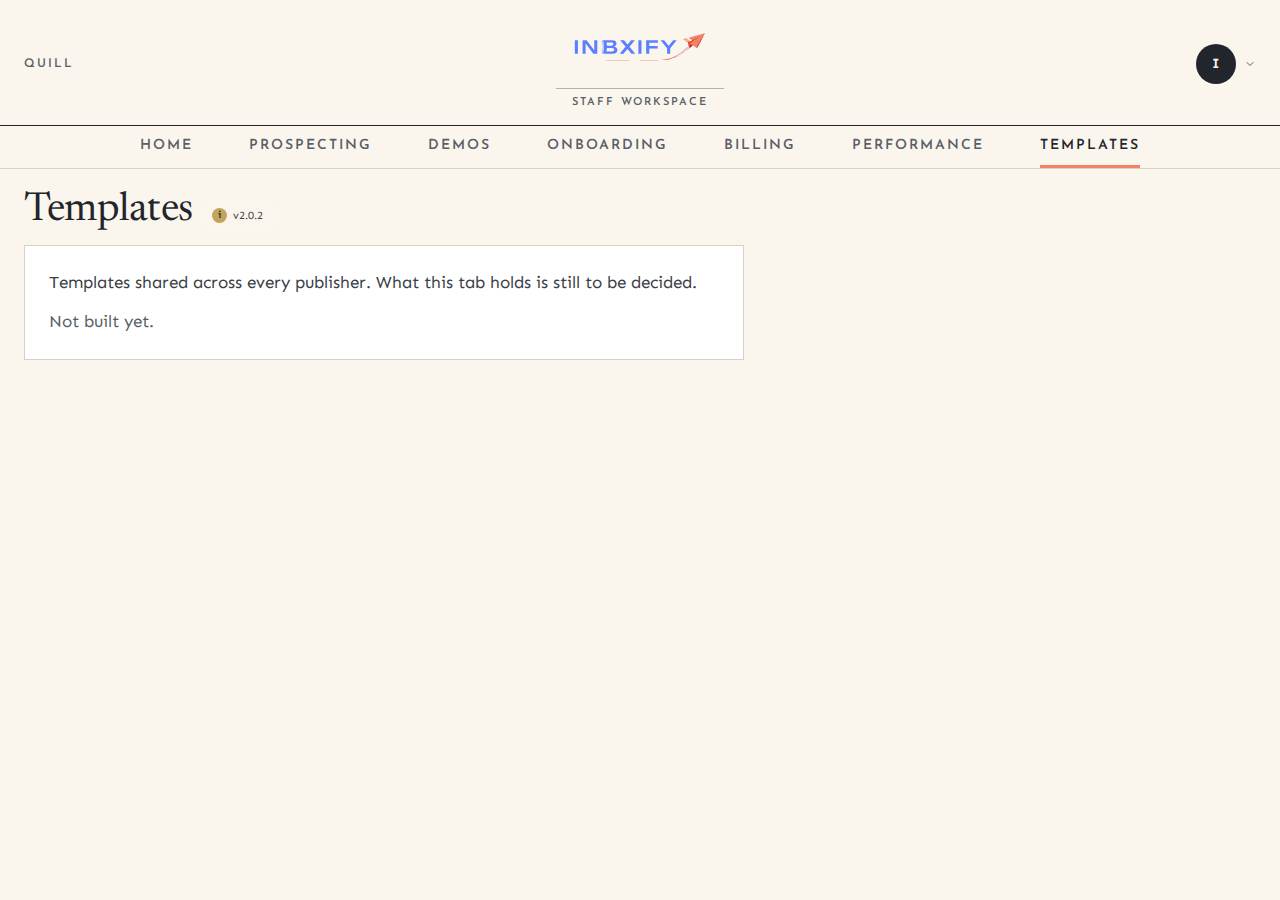 QUILL
INBXIFY
I
STAFF WORKSPACE
HOME PROSPECTING DEMOS ONBOARDING BILLING PERFORMANCE TEMPLATES
Templates i v2.0.2
Templates shared across every publisher. What this tab holds is still to be decided.
Not built yet.